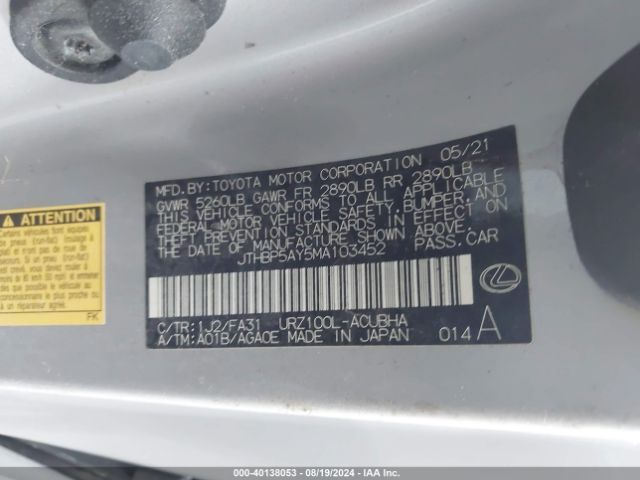 MFD.BY:TOYOTA MOTOR CORPORATION 05/21
GVWR 5260LB GAWR FR 2890LB RR 2890LB
THIS VEHICLE CONFORMS TO ALL APPLICABLE
FEDERAL MOTOR VEHICLE SAFETY, BUMPER, AND
THEFT PREVENTION STANDARDS IN EFFECT ON
THE DATE OF MANUFACTURE SHOWN ABOVE.
JTHBP5AY5MA103452 PASS.CAR
C/TR:1J2/FA31 URZ100L-ACUBHA
A/TM:A01B/AGA0E MADE IN JAPAN 014 A
FK
000-40138053 - 08/19/2024 - IAA, Inc.